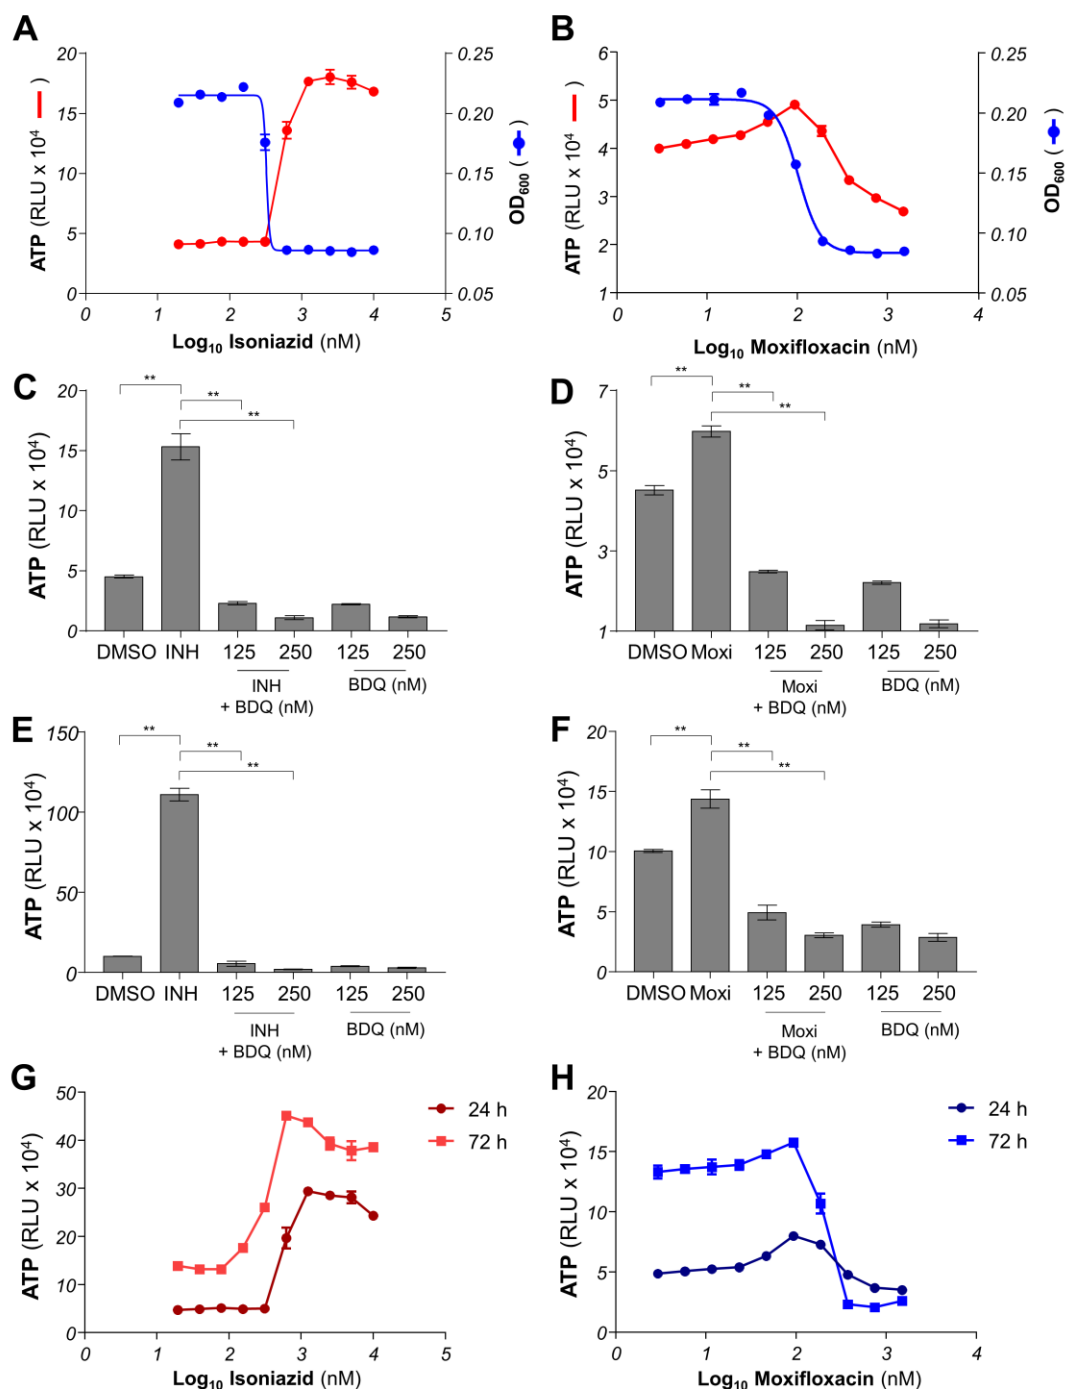 A
ATP (RLU x 10⁴ —)
20
15
10
5
0
0.25
0.20
0.15
0.10
0.05
OD₆₀₀ ( )
0 1 2 3 4 5
Log₁₀ Isoniazid (nM)
B
ATP (RLU x 10⁴ —)
6
5
4
3
2
1
0.25
0.20
0.15
0.10
0.05
OD₆₀₀ ( )
0 1 2 3 4
Log₁₀ Moxifloxacin (nM)
C
ATP (RLU x 10⁴)
20
15
10
5
0
**
**
**
DMSO INH 125 250 125 250
INH BDQ (nM)
+ BDQ (nM)
D
ATP (RLU x 10⁴)
7
5
3
1
**
**
**
DMSO Moxi 125 250 125 250
Moxi BDQ (nM)
+ BDQ (nM)
E
ATP (RLU x 10⁴)
150
100
50
0
**
**
**
DMSO INH 125 250 125 250
INH BDQ (nM)
+ BDQ (nM)
F
ATP (RLU x 10⁴)
20
15
10
5
0
**
**
**
DMSO Moxi 125 250 125 250
Moxi BDQ (nM)
+ BDQ (nM)
G
ATP (RLU x 10⁴)
50
40
30
20
10
0
24 h
72 h
0 1 2 3 4 5
Log₁₀ Isoniazid (nM)
H
ATP (RLU x 10⁴)
20
15
10
5
0
24 h
72 h
0 1 2 3 4
Log₁₀ Moxifloxacin (nM)